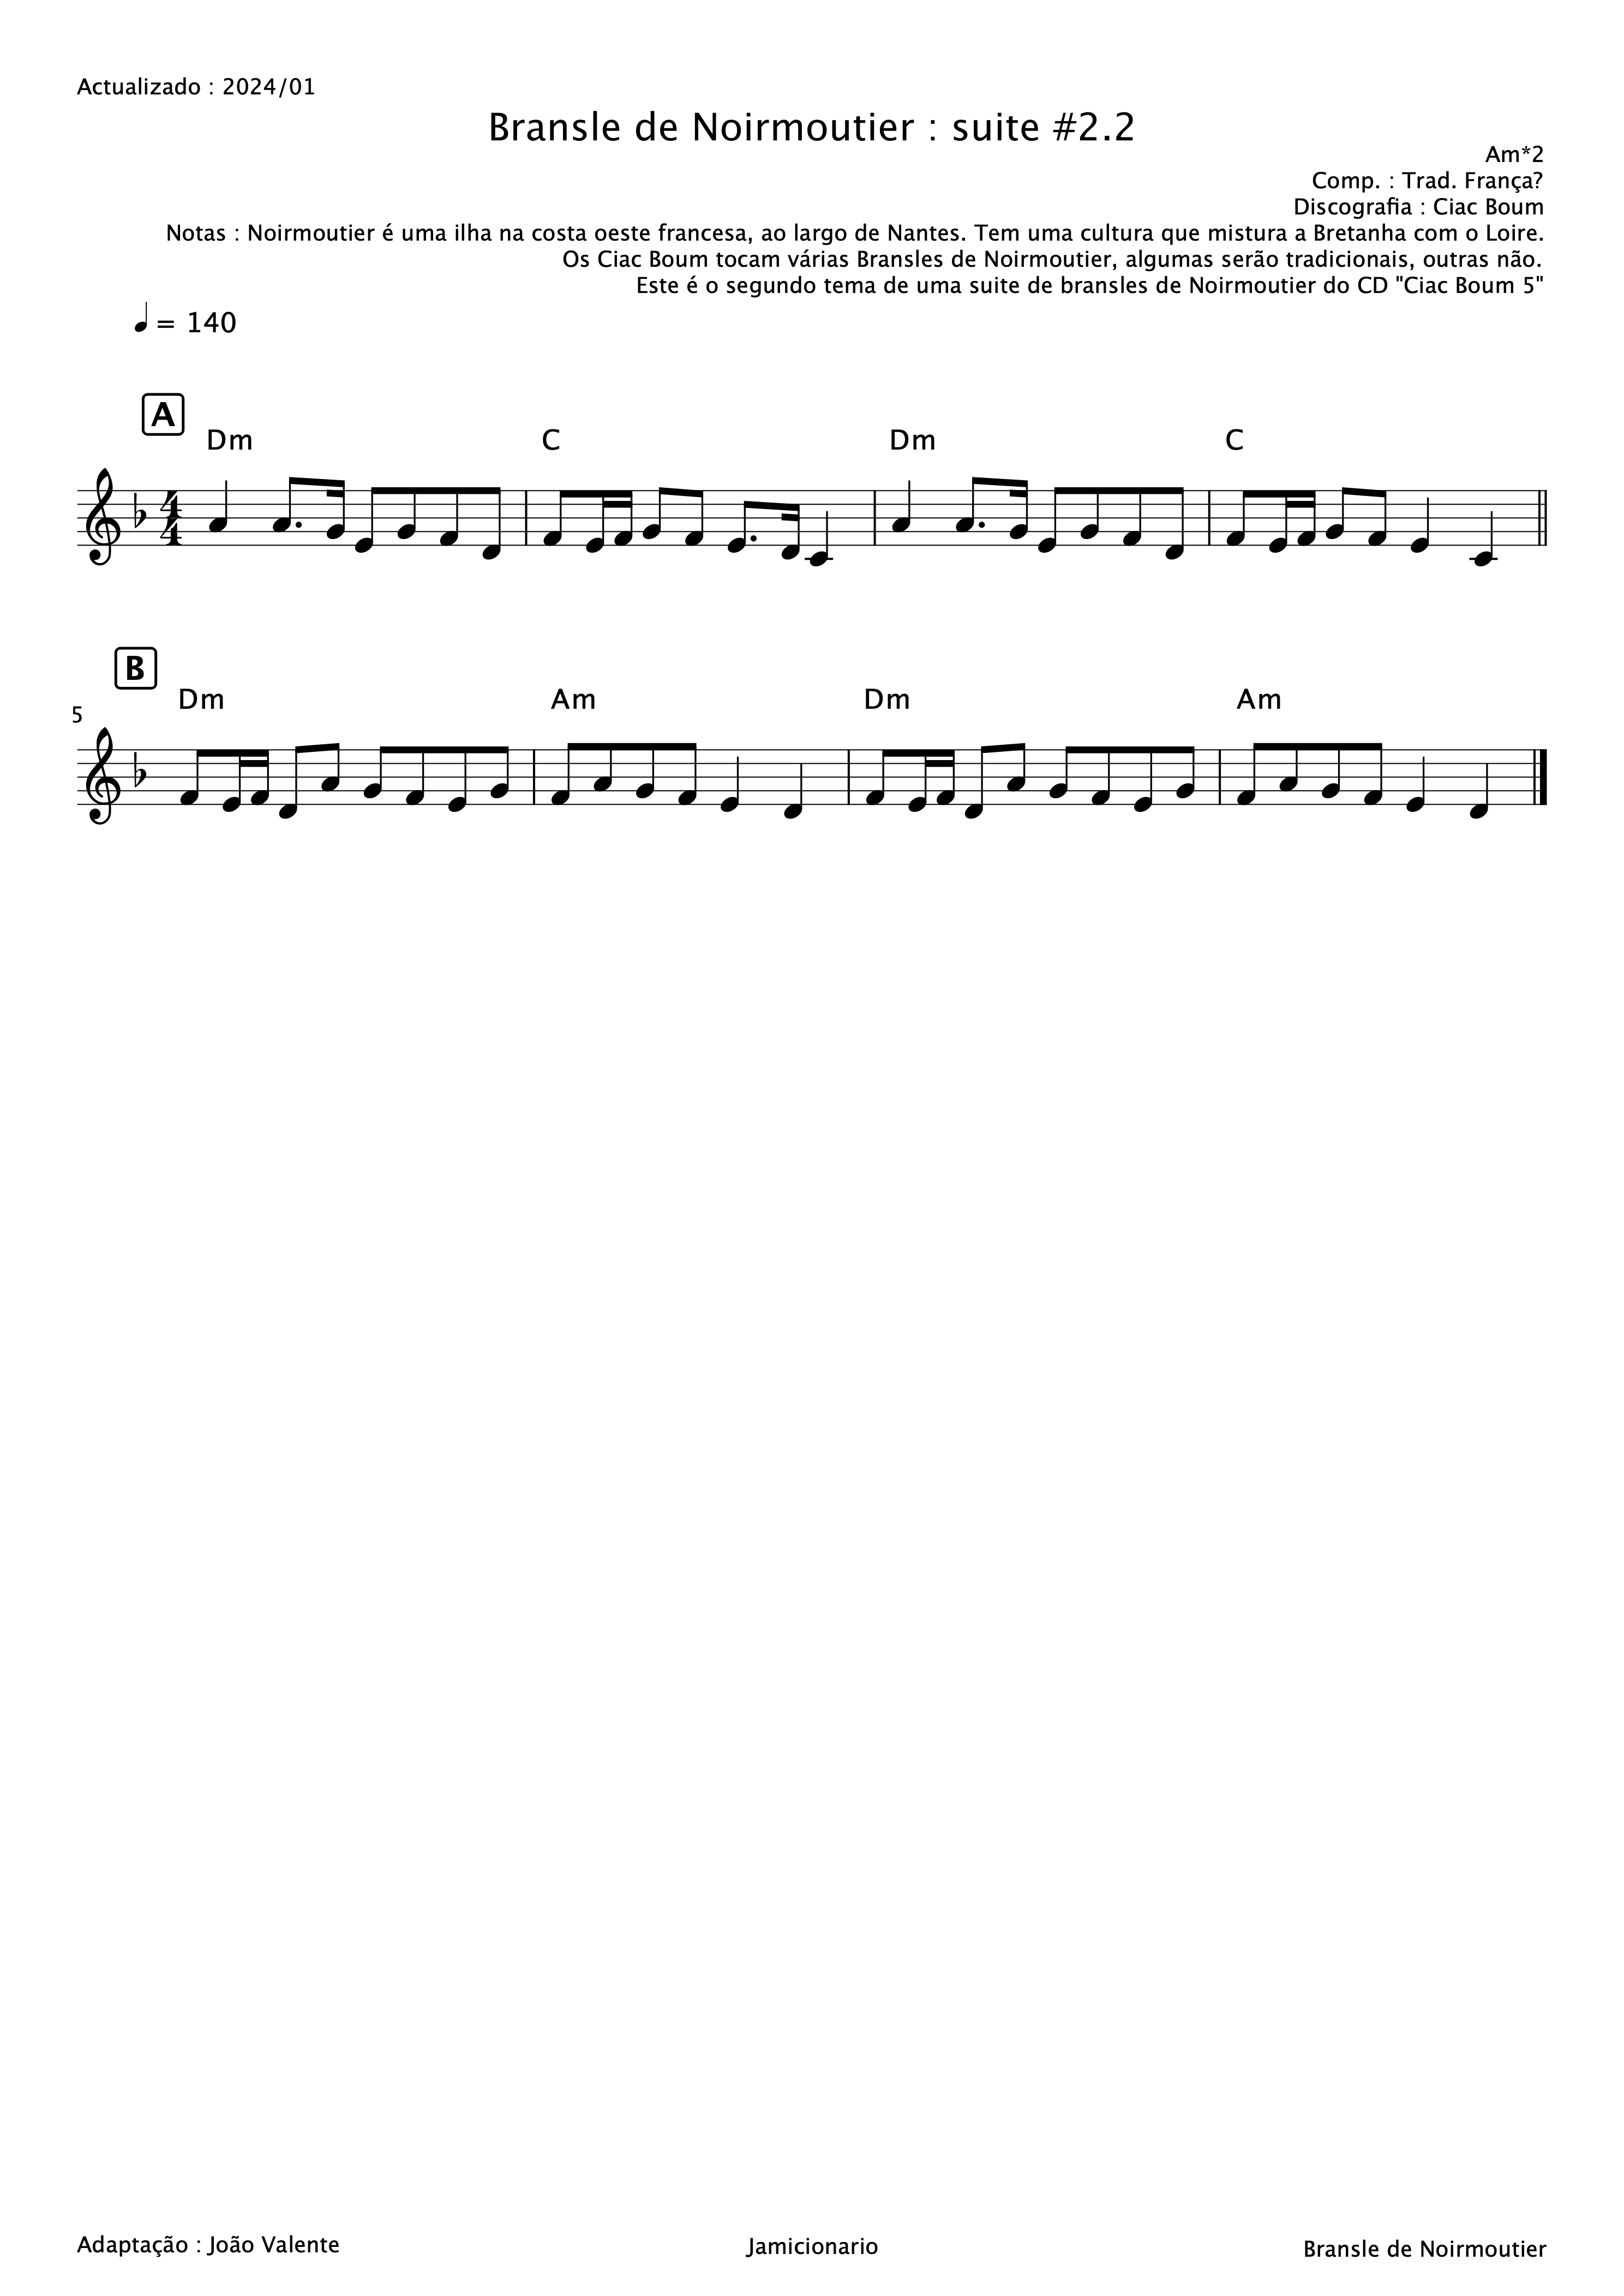 Actualizado : 2024/01
Bransle de Noirmoutier : suite #2.2
Am*2
Comp. : Trad. França?
Discografia : Ciac Boum
Notas : Noirmoutier é uma ilha na costa oeste francesa, ao largo de Nantes. Tem uma cultura que mistura a Bretanha com o Loire.
Os Ciac Boum tocam várias Bransles de Noirmoutier, algumas serão tradicionais, outras não.
Este é o segundo tema de uma suite de bransles de Noirmoutier do CD "Ciac Boum 5"
= 140
A
Dm C Dm C
4
4
B
Dm Am Dm Am
5
Adaptação : João Valente Jamicionario Bransle de Noirmoutier